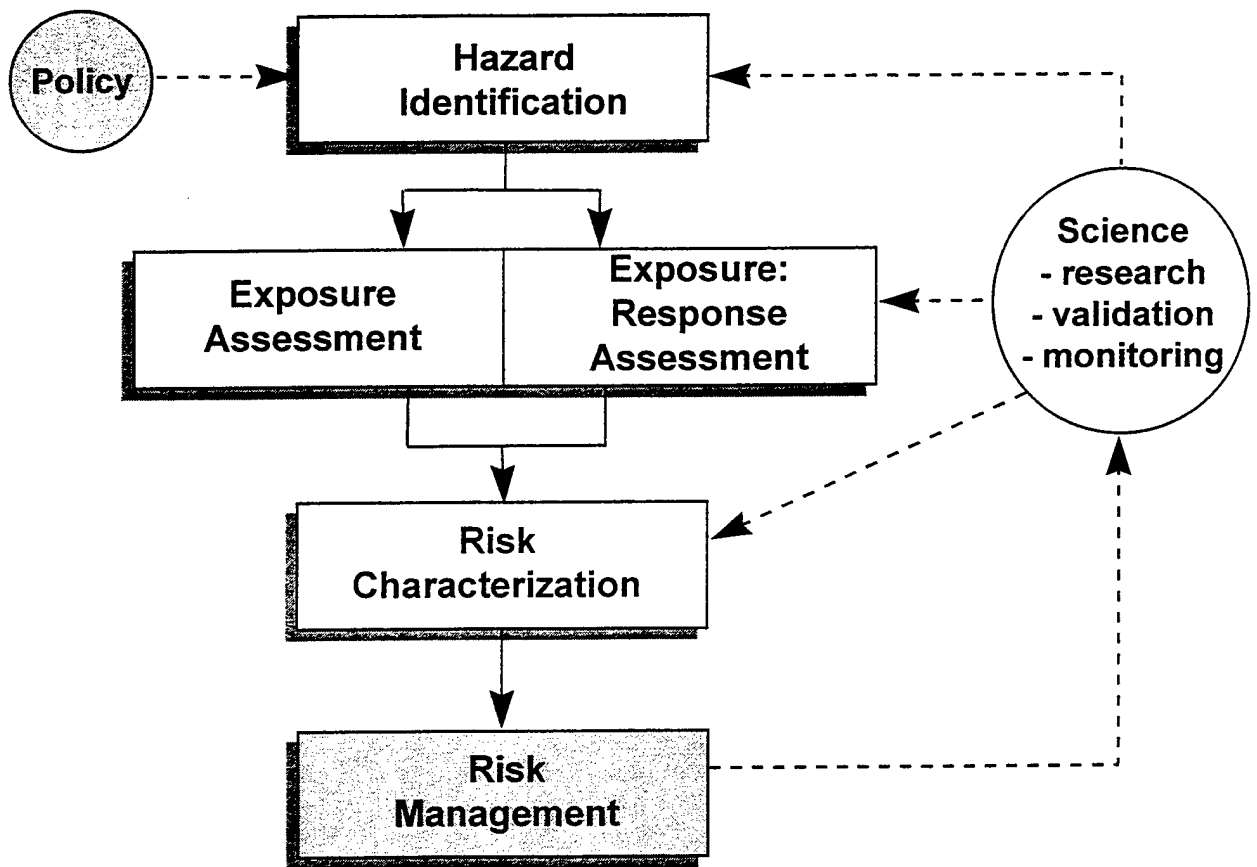 Policy
Hazard
Identification
Exposure
Assessment
Exposure:
Response
Assessment
Science
- research
- validation
- monitoring
Risk
Characterization
Risk
Management